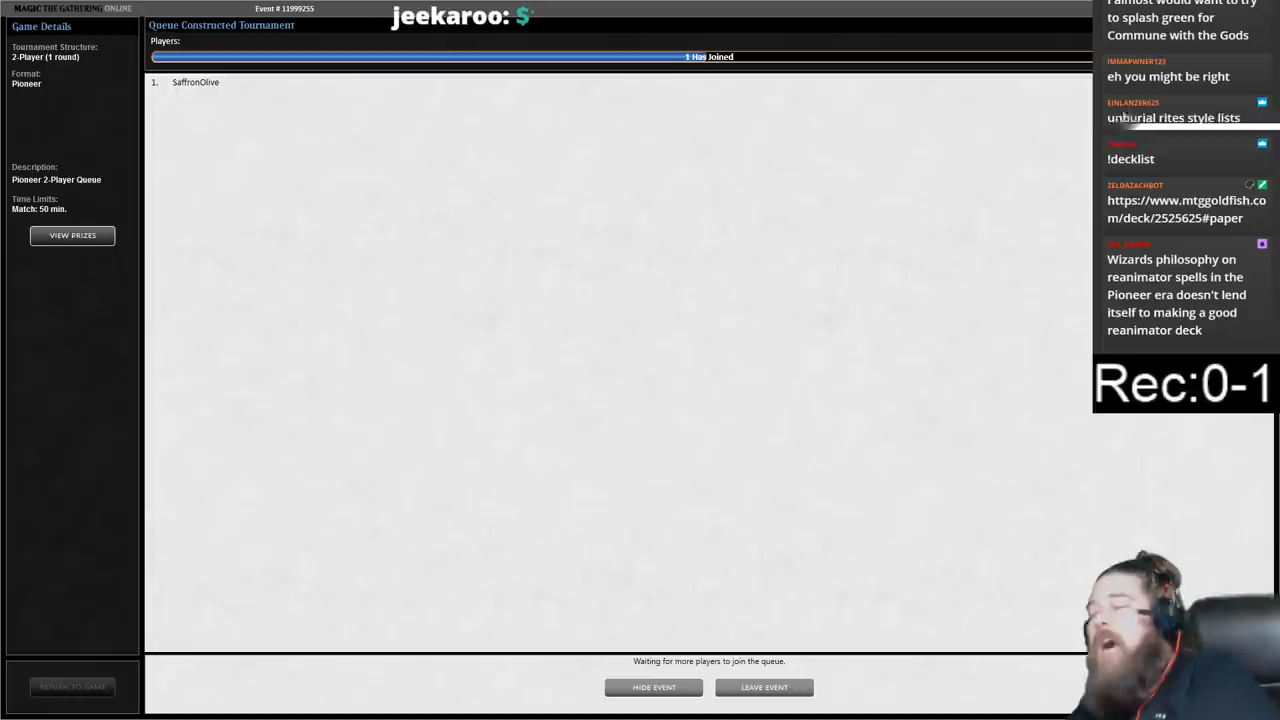 MAGIC THE GATHERING ONLINE
Event # 11999255
jeekaroo: $
Game Details
Tournament Structure:
2-Player (1 round)
Format:
Pioneer
Description:
Pioneer 2-Player Queue
Time Limits:
Match: 50 min.
VIEW PRIZES
RETURN TO GAME
Queue Constructed Tournament
Players:
1 Has Joined
1. SaffronOlive
Waiting for more players to join the queue.
HIDE EVENT
LEAVE EVENT
I almost would want to try
to splash green for
Commune with the Gods
IMMAPWNER123
eh you might be right
EINLANZER625
unburial rites style lists
!decklist
ZELDAZACHBOT
https://www.mtggoldfish.co
m/deck/2525625#paper
Wizards philosophy on
reanimator spells in the
Pioneer era doesn't lend
itself to making a good
reanimator deck
Rec:0-1